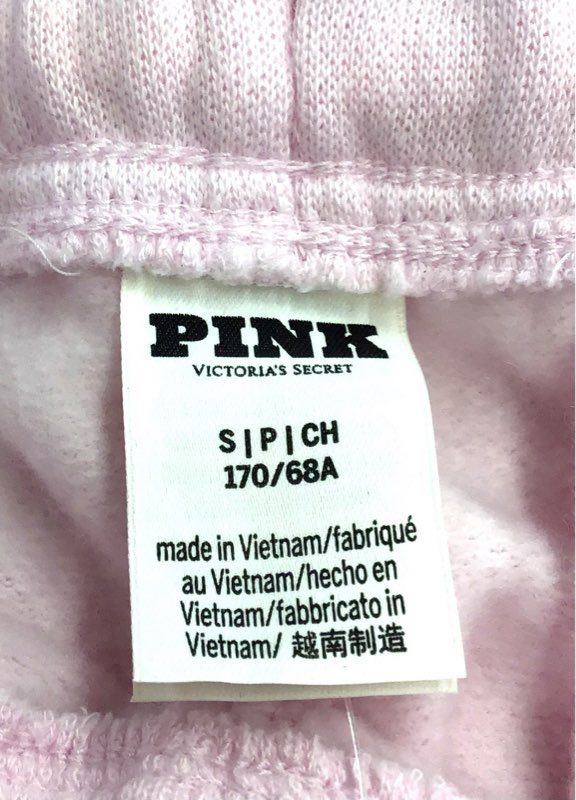 PINK
VICTORIA'S SECRET
S|P|CH
170/68A
made in Vietnam/fabriqué
au Vietnam/hecho en
Vietnam/fabbricato in
Vietnam/ 越南制造